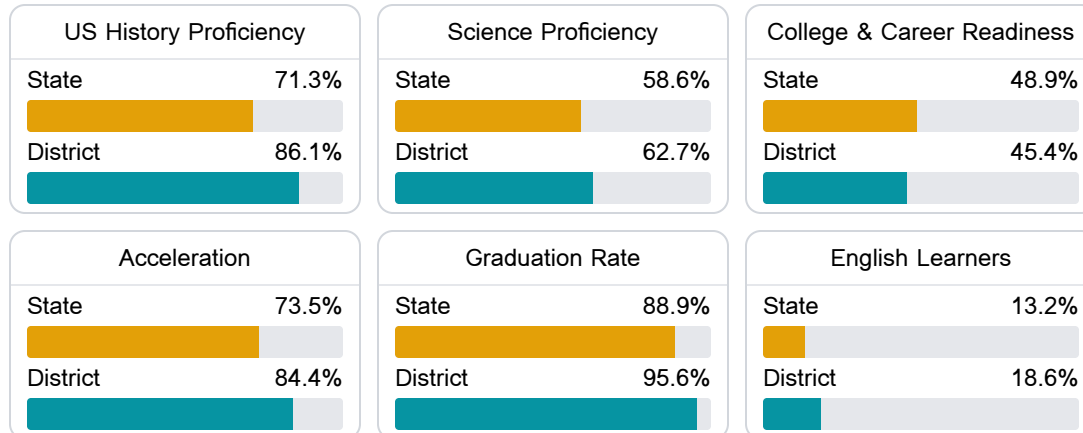 US History Proficiency
State 71.3%
District 86.1%
Science Proficiency
State 58.6%
District 62.7%
College & Career Readiness
State 48.9%
District 45.4%
Acceleration
State 73.5%
District 84.4%
Graduation Rate
State 88.9%
District 95.6%
English Learners
State 13.2%
District 18.6%